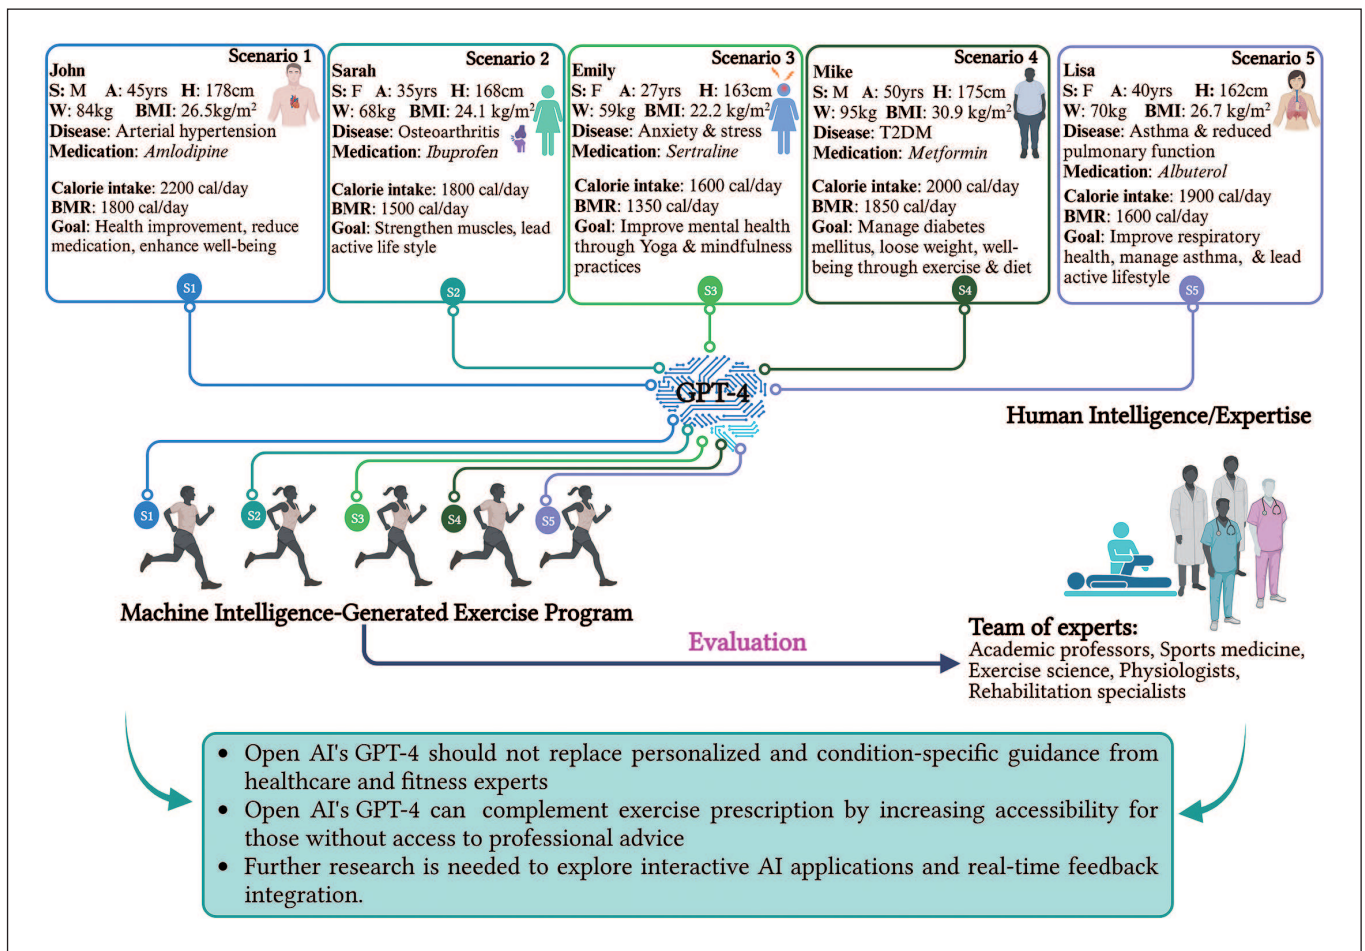 Scenario 1
John
S: M A: 45yrs H: 178cm
W: 84kg BMI: 26.5kg/m²
Disease: Arterial hypertension
Medication: Amlodipine
Calorie intake: 2200 cal/day
BMR: 1800 cal/day
Goal: Health improvement, reduce
medication, enhance well-being
S1
Scenario 2
Sarah
S: F A: 35yrs H: 168cm
W: 68kg BMI: 24.1 kg/m²
Disease: Osteoarthritis
Medication: Ibuprofen
Calorie intake: 1800 cal/day
BMR: 1500 cal/day
Goal: Strengthen muscles, lead
active life style
S2
Scenario 3
Emily
S: F A: 27yrs H: 163cm
W: 59kg BMI: 22.2 kg/m²
Disease: Anxiety & stress
Medication: Sertraline
Calorie intake: 1600 cal/day
BMR: 1350 cal/day
Goal: Improve mental health
through Yoga & mindfulness
practices
S3
Scenario 4
Mike
S: M A: 50yrs H: 175cm
W: 95kg BMI: 30.9 kg/m²
Disease: T2DM
Medication: Metformin
Calorie intake: 2000 cal/day
BMR: 1850 cal/day
Goal: Manage diabetes
mellitus, loose weight, well-
being through exercise & diet
S4
Scenario 5
Lisa
S: F A: 40yrs H: 162cm
W: 70kg BMI: 26.7 kg/m²
Disease: Asthma & reduced
pulmonary function
Medication: Albuterol
Calorie intake: 1900 cal/day
BMR: 1600 cal/day
Goal: Improve respiratory
health, manage asthma, & lead
active lifestyle
S5
GPT-4
Human Intelligence/Expertise
S1
S2
S3
S4
S5
Machine Intelligence-Generated Exercise Program
Evaluation
Team of experts:
Academic professors, Sports medicine,
Exercise science, Physiologists,
Rehabilitation specialists
• Open AI's GPT-4 should not replace personalized and condition-specific guidance from
healthcare and fitness experts
• Open AI's GPT-4 can complement exercise prescription by increasing accessibility for
those without access to professional advice
• Further research is needed to explore interactive AI applications and real-time feedback
integration.